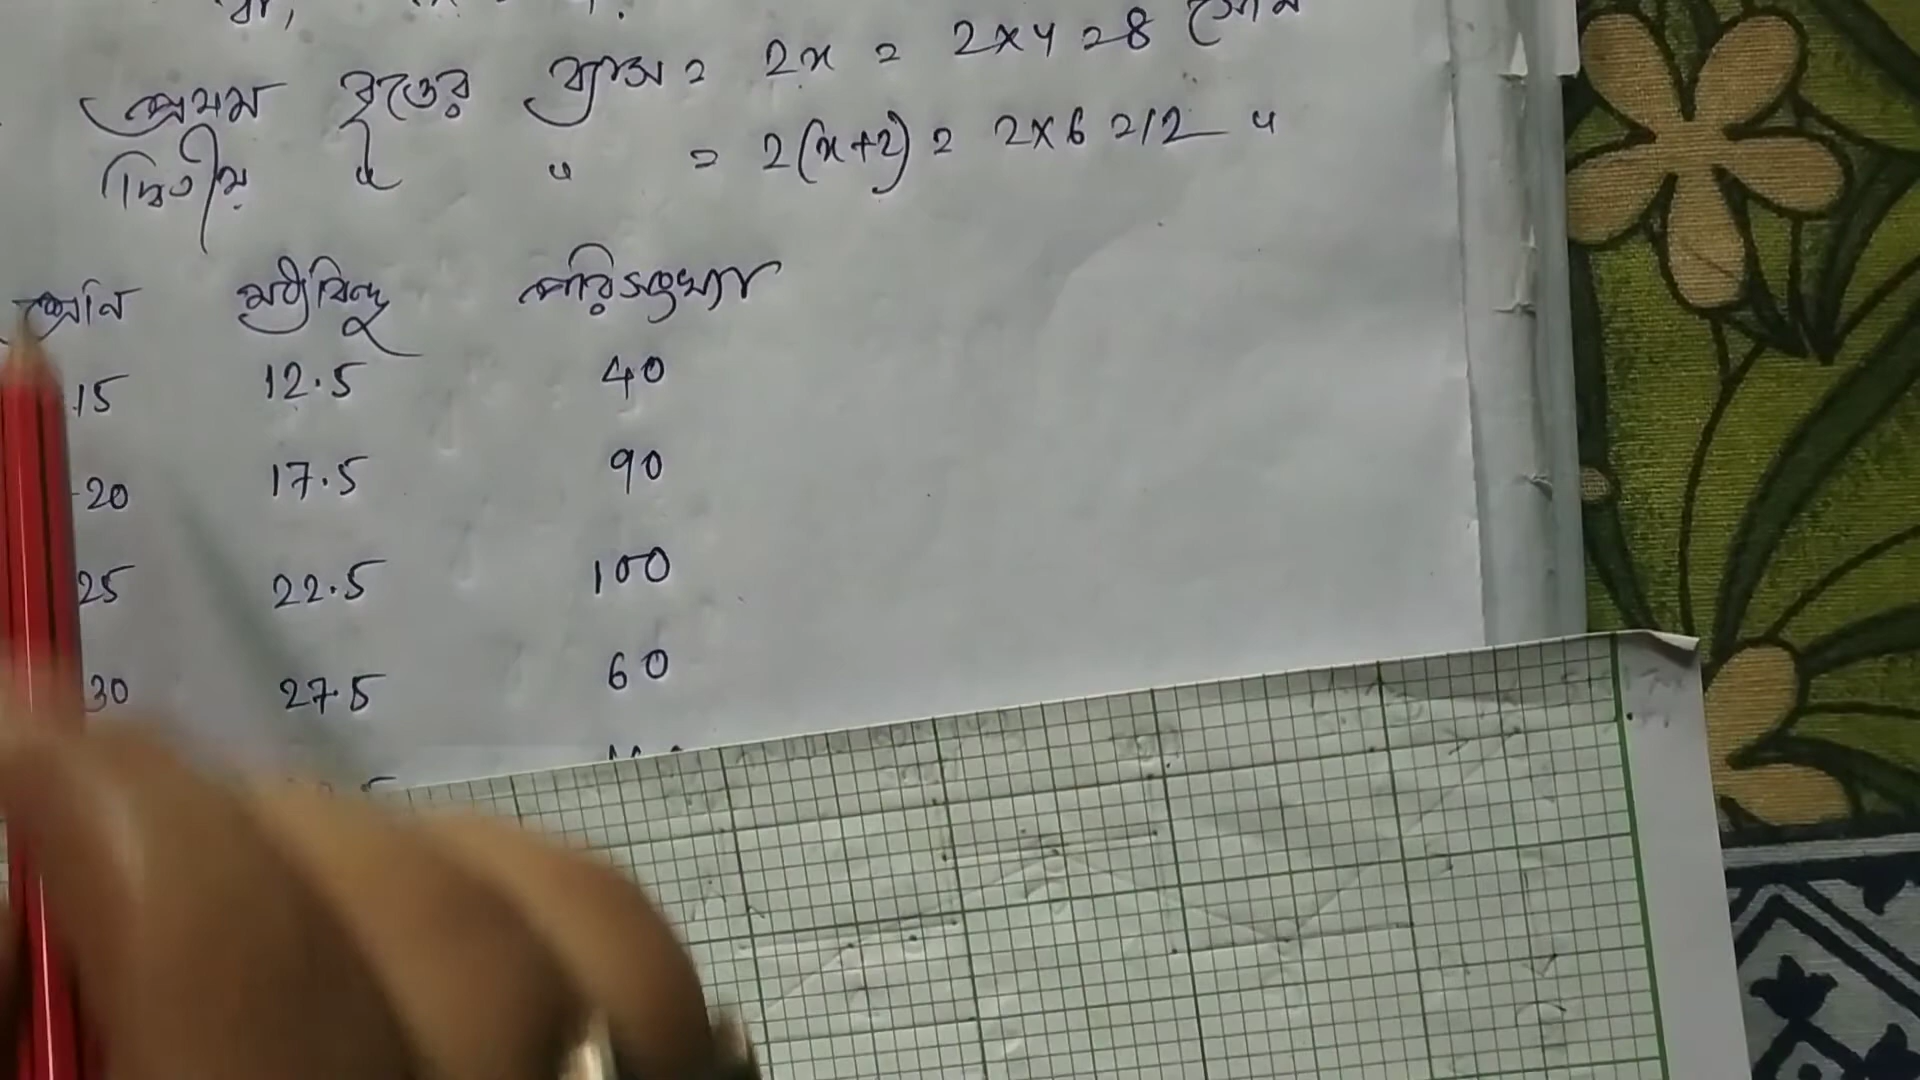 প্রথম বৃত্তের ব্যাস = 2x = 2×4 = 8 সেমি
দ্বিতীয় " " = 2(x+2) = 2×6 = 12 "
শ্রেনি মধ্যবিন্দু পরিসংখ্যা
15 12.5 40
-20 17.5 90
25 22.5 100
30 27.5 60